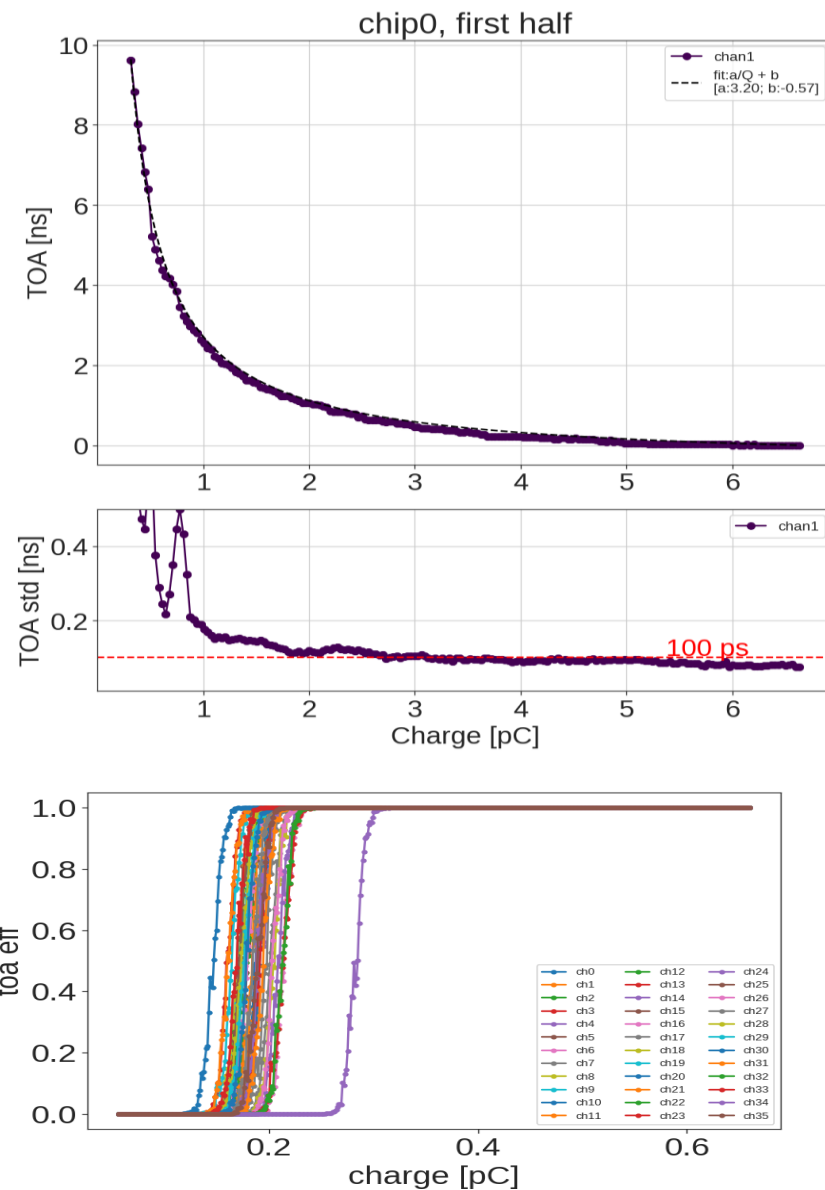 chip0, first half
10
8
6
4
2
0
TOA [ns]
chan1
fit:a/Q + b
[a:3.20; b:-0.57]
1 2 3 4 5 6
0.4
0.2
TOA std [ns]
chan1
100 ps
1 2 3 4 5 6
Charge [pC]
1.0
0.8
0.6
0.4
0.2
0.0
toa eff
ch0 ch12 ch24
ch1 ch13 ch25
ch2 ch14 ch26
ch3 ch15 ch27
ch4 ch16 ch28
ch5 ch17 ch29
ch6 ch18 ch30
ch7 ch19 ch31
ch8 ch20 ch32
ch9 ch21 ch33
ch10 ch22 ch34
ch11 ch23 ch35
0.2 0.4 0.6
charge [pC]